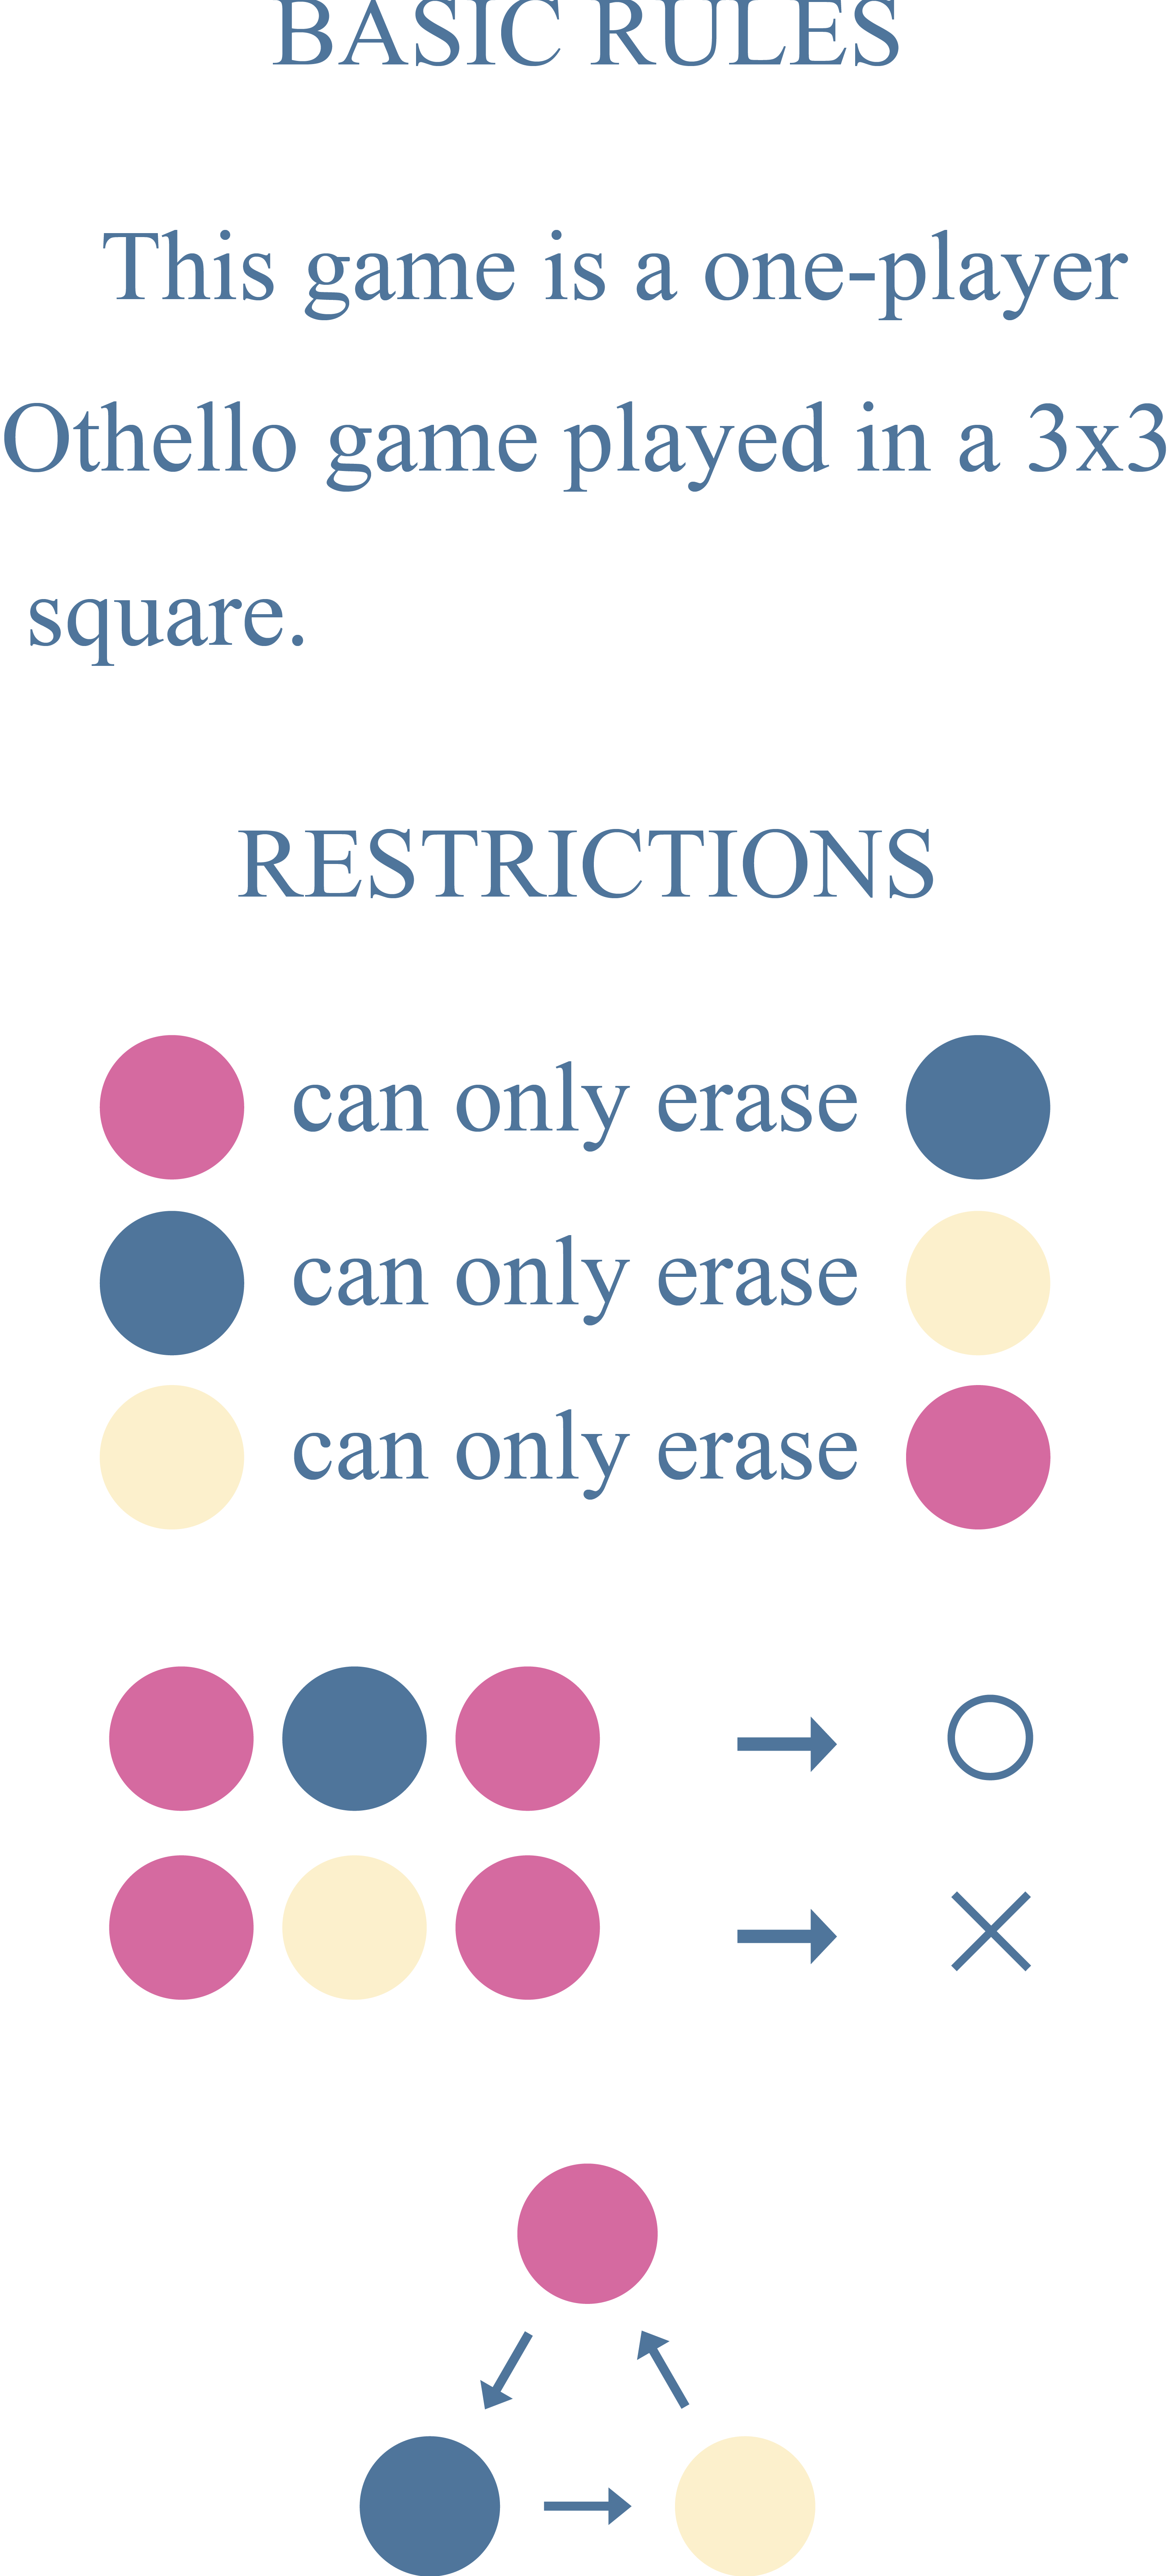 BASIC RULES
This game is a one-player
Othello game played in a 3x3
square.
RESTRICTIONS
can only erase
can only erase
can only erase